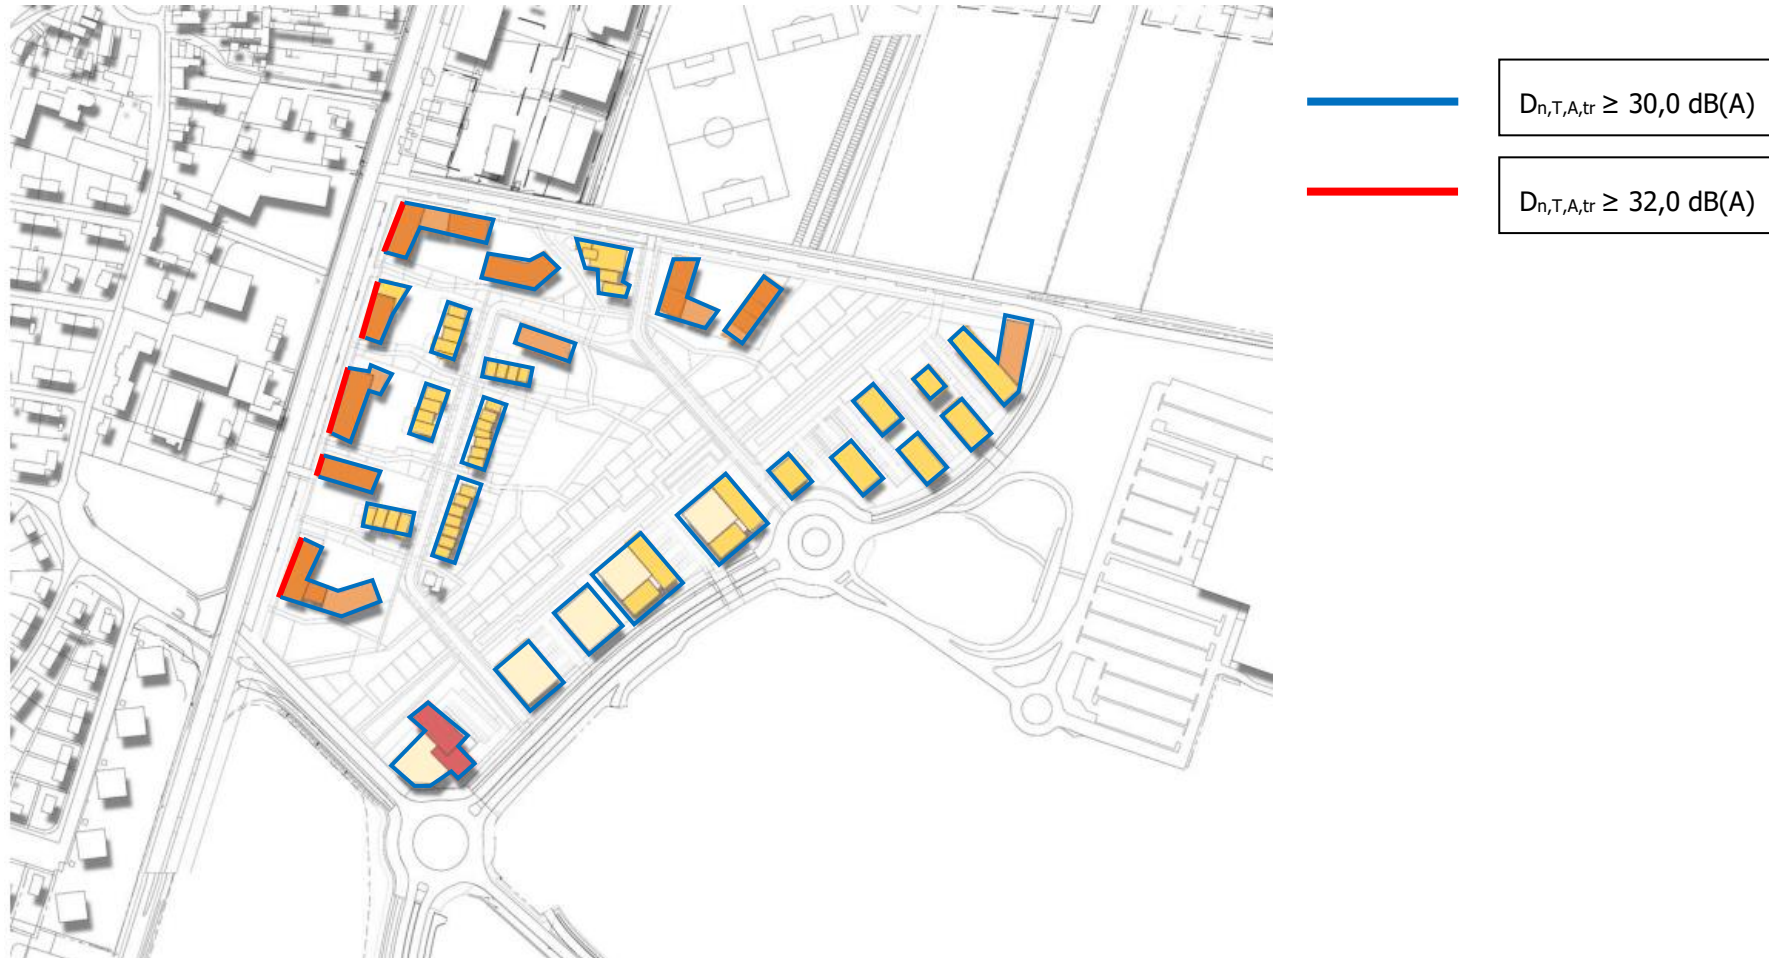 Dn,T,A,tr ≥ 30,0 dB(A)
Dn,T,A,tr ≥ 32,0 dB(A)